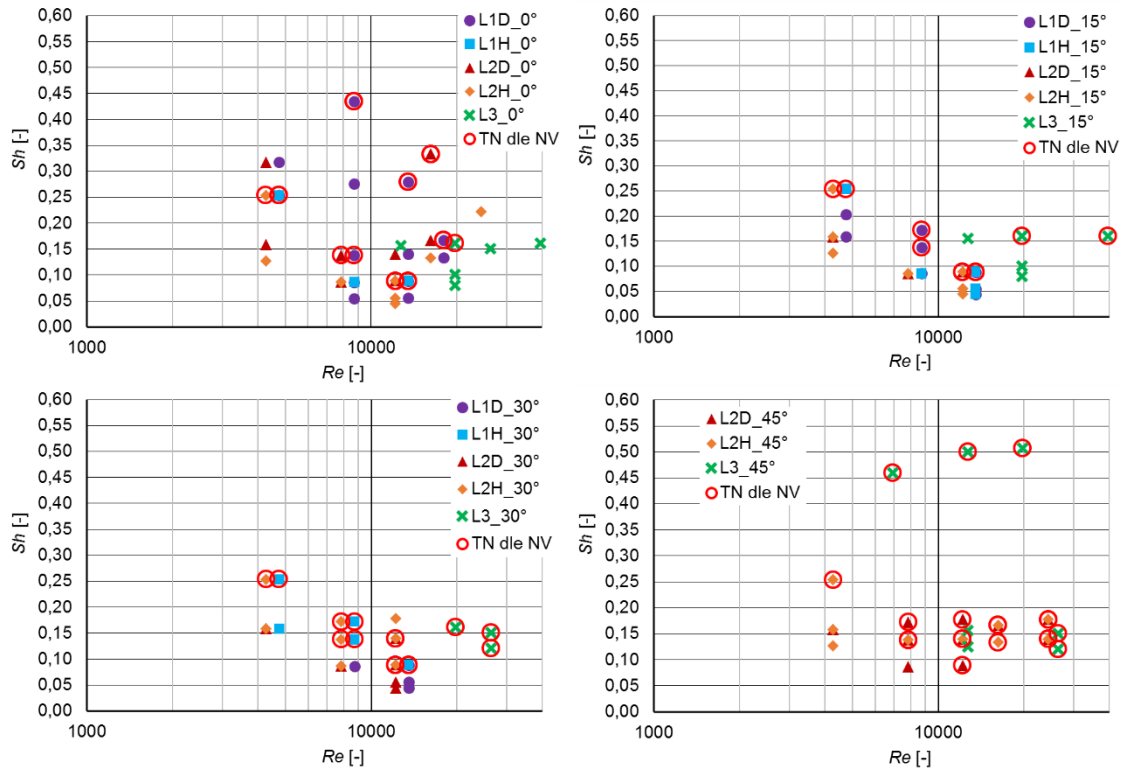 0,60
0,55
0,50
0,45
0,40
0,35
0,30
0,25
0,20
0,15
0,10
0,05
0,00
Sh [-]
1000
10000
Re [-]
L1D_0°
L1H_0°
L2D_0°
L2H_0°
L3_0°
TN dle NV
0,60
0,55
0,50
0,45
0,40
0,35
0,30
0,25
0,20
0,15
0,10
0,05
0,00
Sh [-]
1000
10000
Re [-]
L1D_15°
L1H_15°
L2D_15°
L2H_15°
L3_15°
TN dle NV
0,60
0,55
0,50
0,45
0,40
0,35
0,30
0,25
0,20
0,15
0,10
0,05
0,00
Sh [-]
1000
10000
Re [-]
L1D_30°
L1H_30°
L2D_30°
L2H_30°
L3_30°
TN dle NV
0,60
0,55
0,50
0,45
0,40
0,35
0,30
0,25
0,20
0,15
0,10
0,05
0,00
Sh [-]
1000
10000
Re [-]
L2D_45°
L2H_45°
L3_45°
TN dle NV